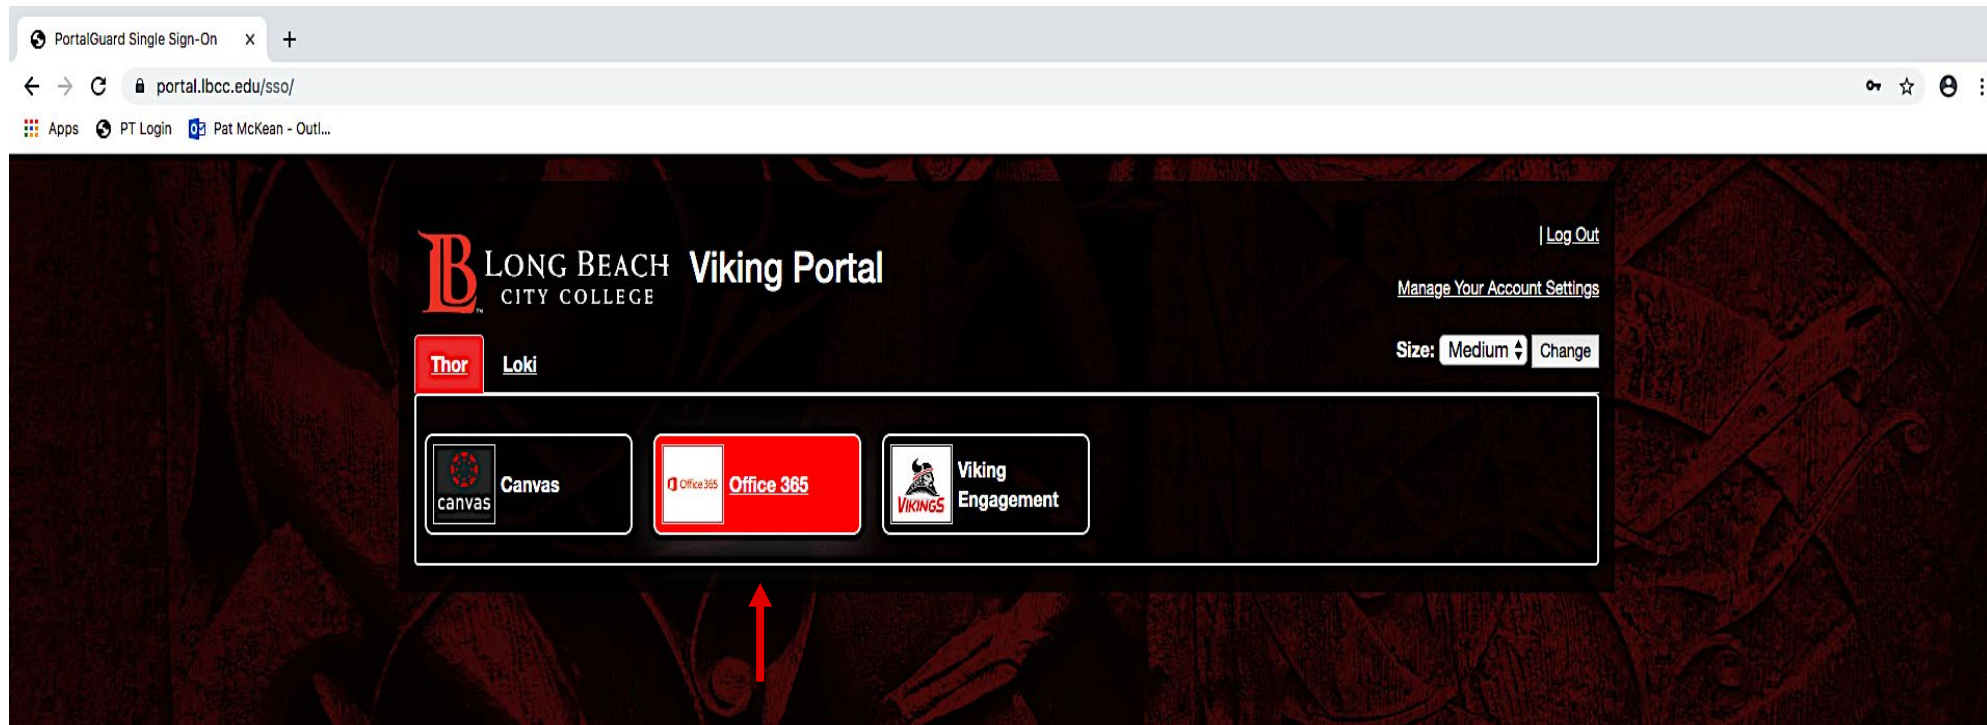 PortalGuard Single Sign-On
portal.lbcc.edu/sso/
Apps PT Login Pat McKean - Outl...
| Log Out
LONG BEACH
CITY COLLEGE
Viking Portal
Manage Your Account Settings
Size: Medium Change
Thor Loki
canvas
Canvas
Office 365
Office 365
VIKINGS
Viking
Engagement